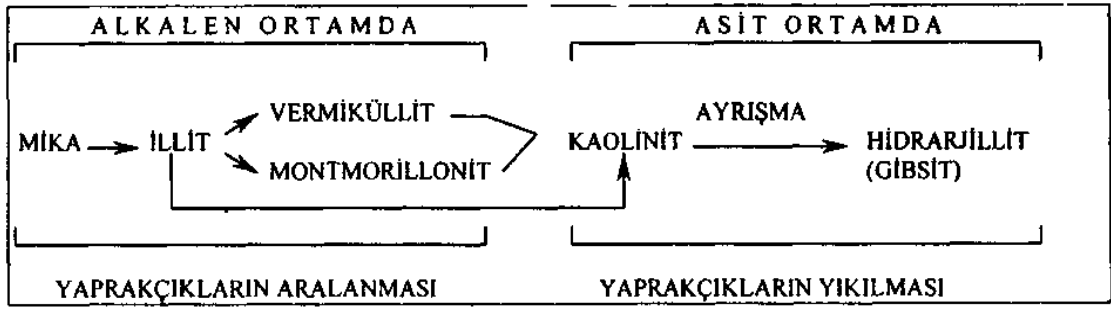 ALKALEN ORTAMDA
ASİT ORTAMDA
VERMİKÜLLİT
AYRIŞMA
MİKA
İLLİT
KAOLİNİT
HİDRARJİLLİT
MONTMORİLLONİT
(GİBSİT)
YAPRAKÇIKLARIN ARALANMASI
YAPRAKÇIKLARIN YIKILMASI